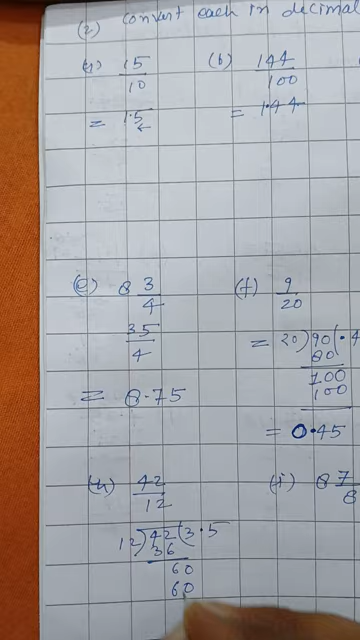 (2) convert each in decimal
(a) 15/10 (b) 144/100
= 1.5 = 1.44
(e) 8 3/4 (f) 9/20
35/4 = 20) 90 (.4
80
100
100
= 8.75
= 0.45
(h) 42/12 (i) 8 7/8
12) 42 (3.5
36
60
60